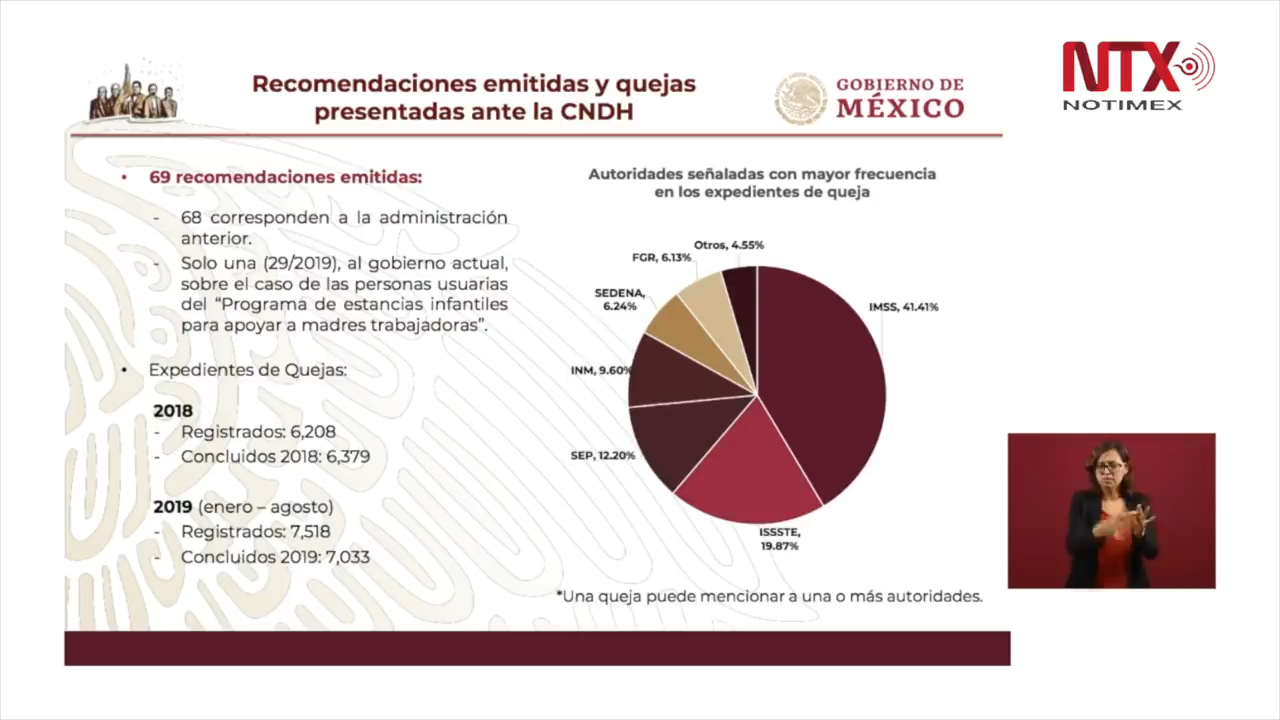 Recomendaciones emitidas y quejas
presentadas ante la CNDH
GOBIERNO DE
MÉXICO
NTX
NOTIMEX
• 69 recomendaciones emitidas:
- 68 corresponden a la administración
anterior.
- Solo una (29/2019), al gobierno actual,
sobre el caso de las personas usuarias
del “Programa de estancias infantiles
para apoyar a madres trabajadoras”.
• Expedientes de Quejas:
2018
- Registrados: 6,208
- Concluidos 2018: 6,379
2019 (enero – agosto)
- Registrados: 7,518
- Concluidos 2019: 7,033
Autoridades señaladas con mayor frecuencia
en los expedientes de queja
Otros, 4.55%
FGR, 6.13%
SEDENA,
6.24%
IMSS, 41.41%
INM, 9.60%
SEP, 12.20%
ISSSTE,
19.87%
*Una queja puede mencionar a una o más autoridades.